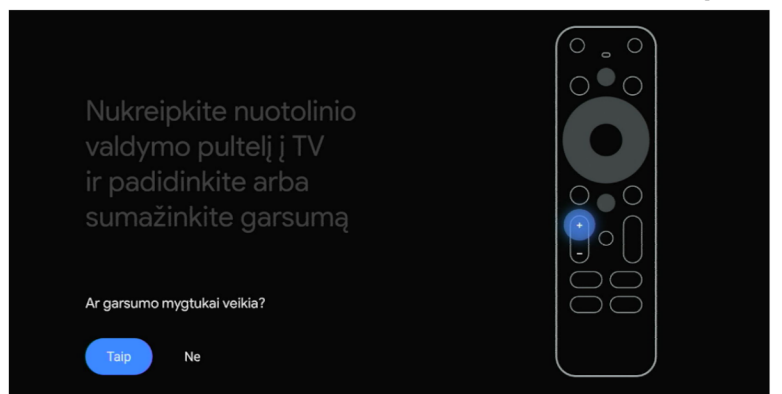 Nukreipkite nuotolinio
valdymo pultelį į TV
ir padidinkite arba
sumažinkite garsumą
Ar garsumo mygtukai veikia?
Taip Ne
+
-